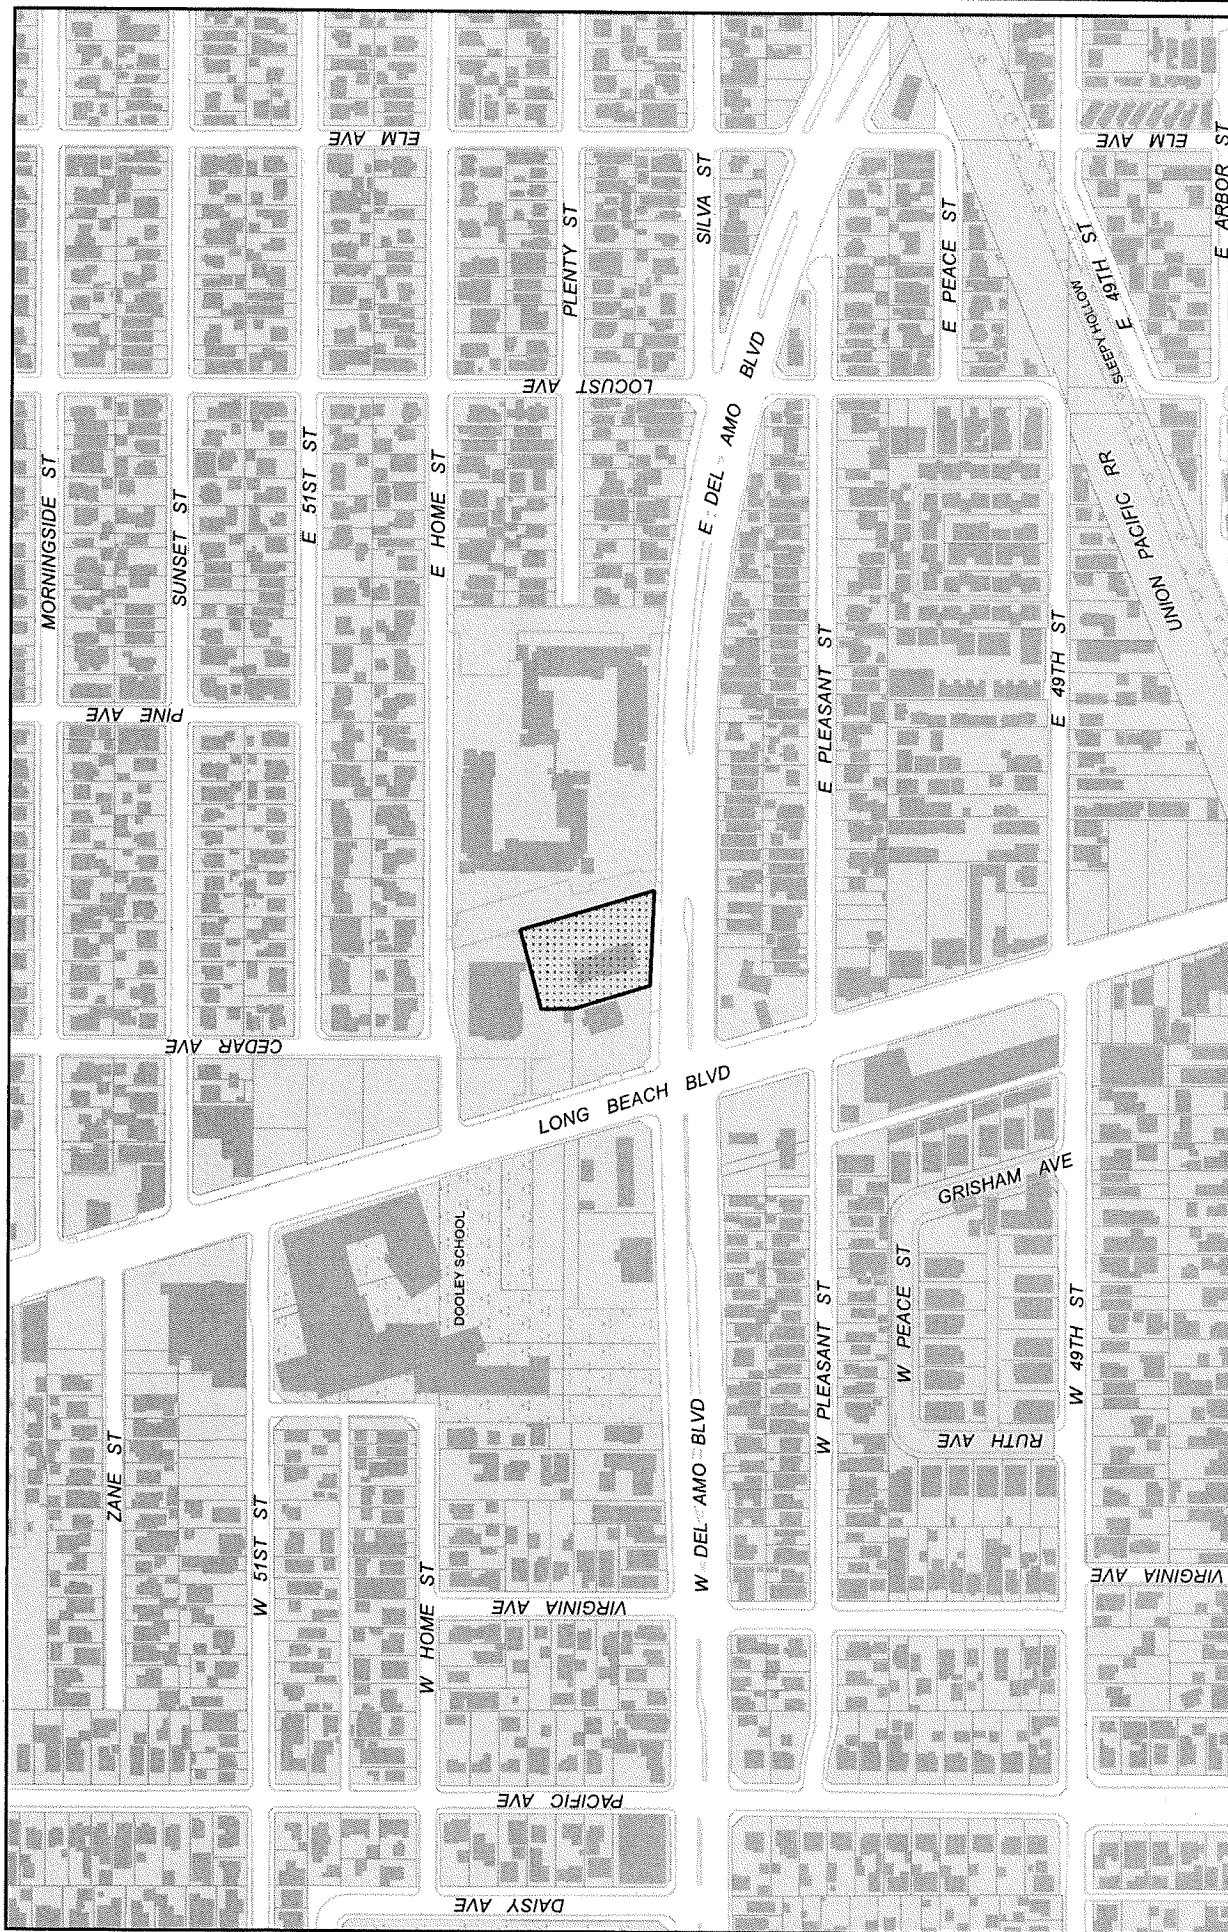 ELM AVE
ELM AVE
E ARBOR ST
SILVA ST
PLENTY ST
E PEACE ST
E 49TH ST
SLEEPY HOLLOW
LOCUST AVE
E DEL AMO BLVD
MORNINGSIDE ST
SUNSET ST
E 51ST ST
E HOME ST
UNION PACIFIC RR
E PLEASANT ST
E 49TH ST
PINE AVE
CEDAR AVE
LONG BEACH BLVD
GRISHAM AVE
DOOLEY SCHOOL
W PEACE ST
W PLEASANT ST
W 49TH ST
RUTH AVE
ZANE ST
W 51ST ST
W HOME ST
W DEL AMO BLVD
VIRGINIA AVE
VIRGINIA AVE
PACIFIC AVE
DAISY AVE